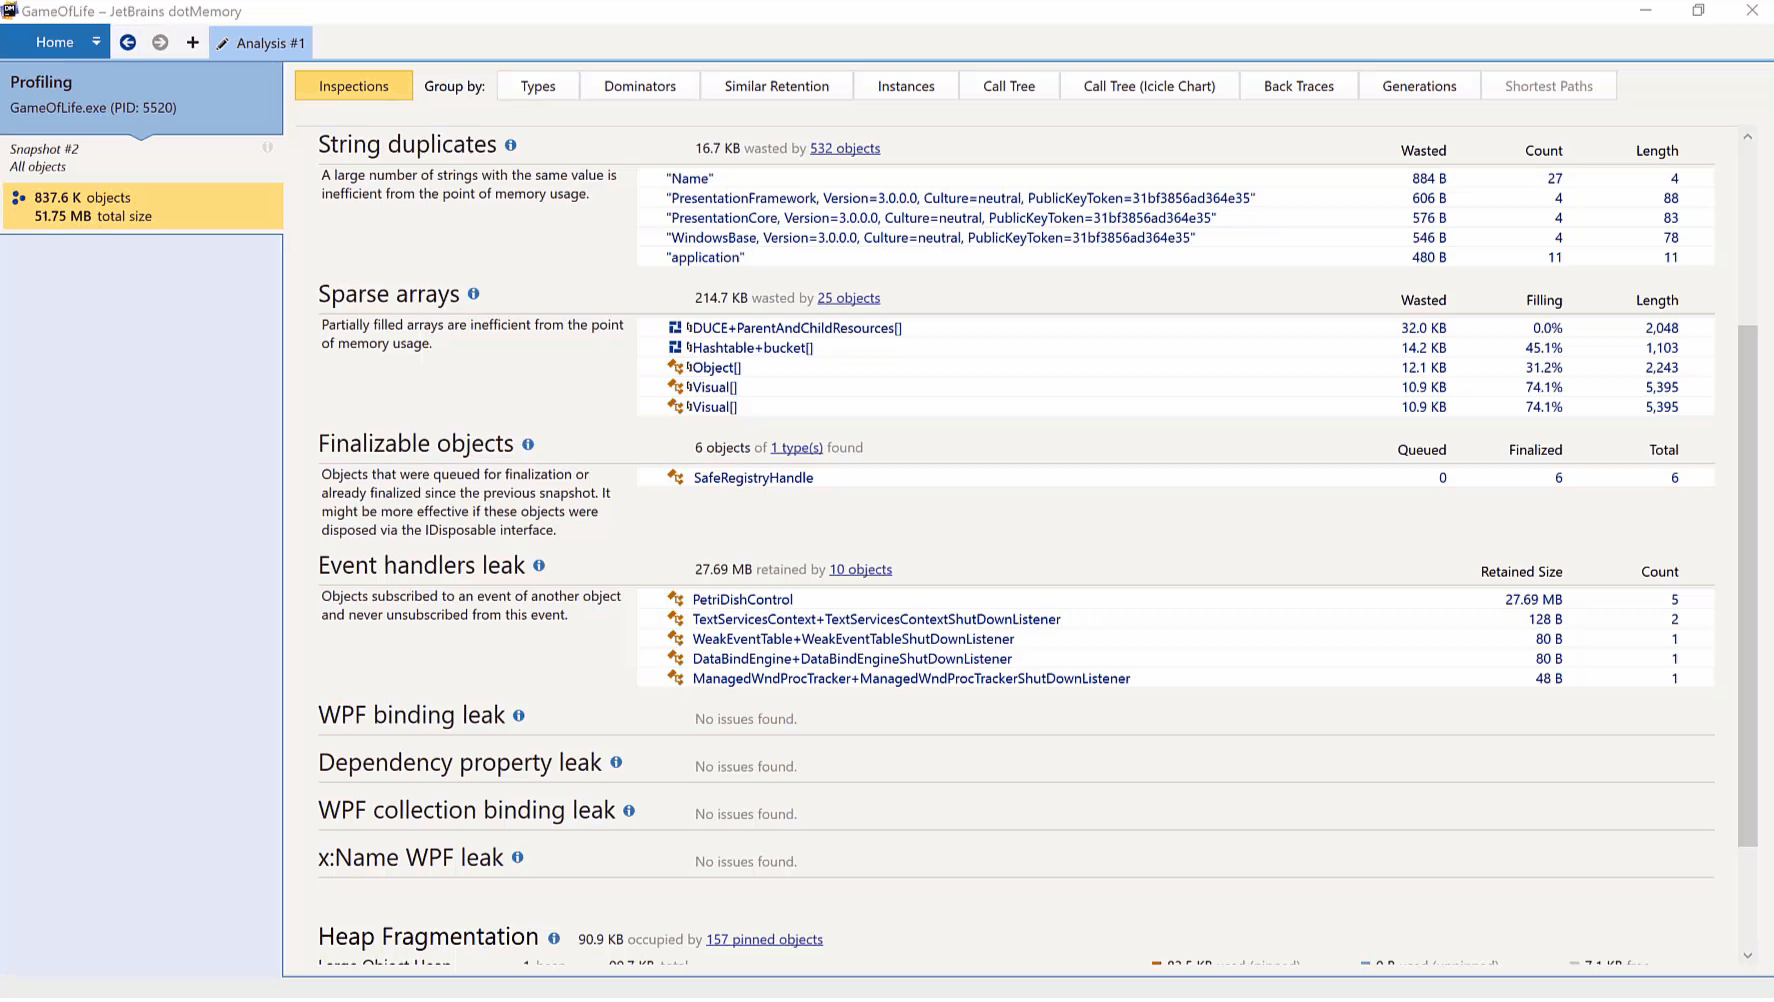 GameOfLife – JetBrains dotMemory
Home
Analysis #1
Profiling
GameOfLife.exe (PID: 5520)
Snapshot #2
All objects
837.6 K objects
51.75 MB total size
Inspections Group by: Types Dominators Similar Retention Instances Call Tree Call Tree (Icicle Chart) Back Traces Generations Shortest Paths
String duplicates 16.7 KB wasted by 532 objects Wasted Count Length
A large number of strings with the same value is
inefficient from the point of memory usage.
"Name" 884 B 27 4
"PresentationFramework, Version=3.0.0.0, Culture=neutral, PublicKeyToken=31bf3856ad364e35" 606 B 4 88
"PresentationCore, Version=3.0.0.0, Culture=neutral, PublicKeyToken=31bf3856ad364e35" 576 B 4 83
"WindowsBase, Version=3.0.0.0, Culture=neutral, PublicKeyToken=31bf3856ad364e35" 546 B 4 78
"application" 480 B 11 11
Sparse arrays 214.7 KB wasted by 25 objects Wasted Filling Length
Partially filled arrays are inefficient from the point
of memory usage.
DUCE+ParentAndChildResources[] 32.0 KB 0.0% 2,048
Hashtable+bucket[] 14.2 KB 45.1% 1,103
Object[] 12.1 KB 31.2% 2,243
Visual[] 10.9 KB 74.1% 5,395
Visual[] 10.9 KB 74.1% 5,395
Finalizable objects 6 objects of 1 type(s) found Queued Finalized Total
Objects that were queued for finalization or
already finalized since the previous snapshot. It
might be more effective if these objects were
disposed via the IDisposable interface.
SafeRegistryHandle 0 6 6
Event handlers leak 27.69 MB retained by 10 objects Retained Size Count
Objects subscribed to an event of another object
and never unsubscribed from this event.
PetriDishControl 27.69 MB 5
TextServicesContext+TextServicesContextShutDownListener 128 B 2
WeakEventTable+WeakEventTableShutDownListener 80 B 1
DataBindEngine+DataBindEngineShutDownListener 80 B 1
ManagedWndProcTracker+ManagedWndProcTrackerShutDownListener 48 B 1
WPF binding leak No issues found.
Dependency property leak No issues found.
WPF collection binding leak No issues found.
x:Name WPF leak No issues found.
Heap Fragmentation 90.9 KB occupied by 157 pinned objects